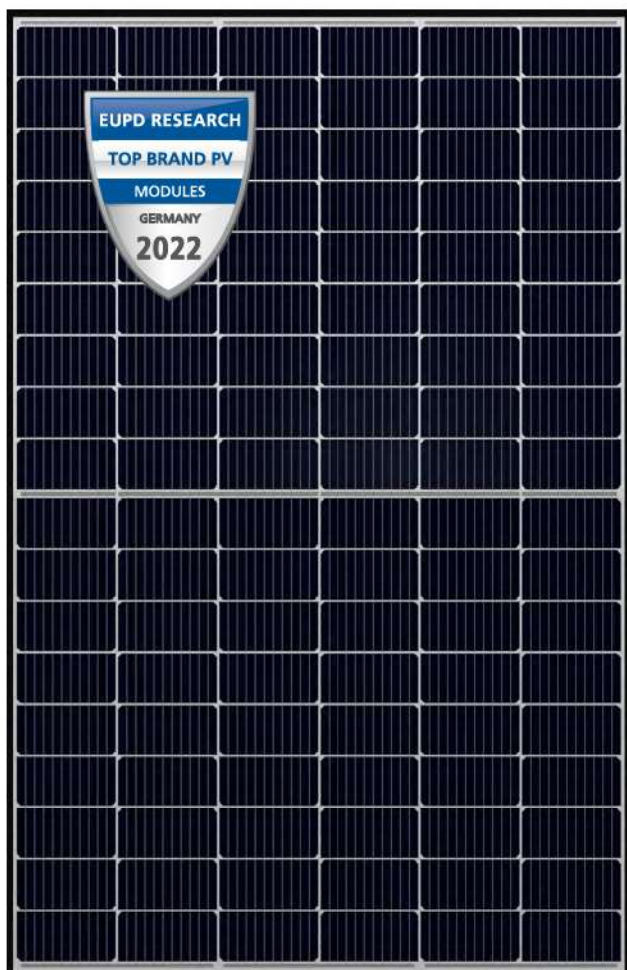 EUPD RESEARCH
TOP BRAND PV
MODULES
GERMANY
2022